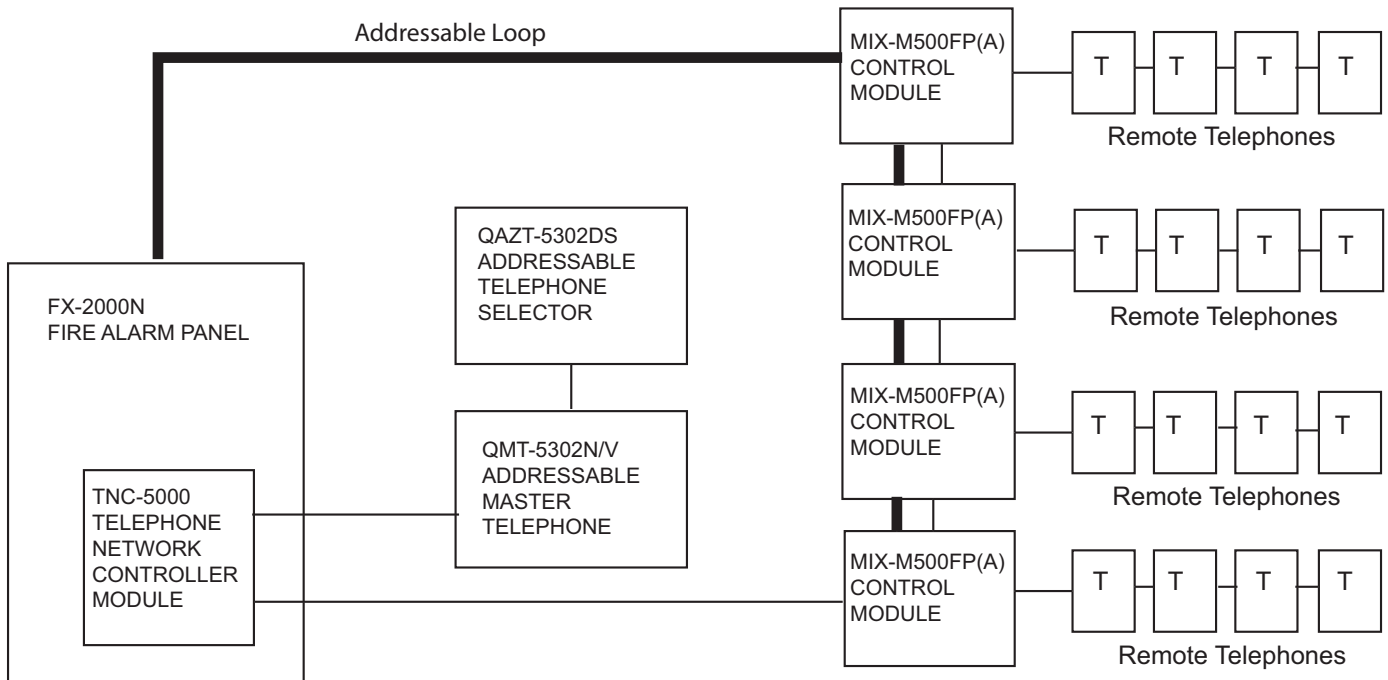 Addressable Loop
MIX-M500FP(A)
CONTROL
MODULE
T T T T
Remote Telephones
MIX-M500FP(A)
CONTROL
MODULE
T T T T
Remote Telephones
QAZT-5302DS
ADDRESSABLE
TELEPHONE
SELECTOR
FX-2000N
FIRE ALARM PANEL
MIX-M500FP(A)
CONTROL
MODULE
T T T T
Remote Telephones
QMT-5302N/V
ADDRESSABLE
MASTER
TELEPHONE
TNC-5000
TELEPHONE
NETWORK
CONTROLLER
MODULE
MIX-M500FP(A)
CONTROL
MODULE
T T T T
Remote Telephones